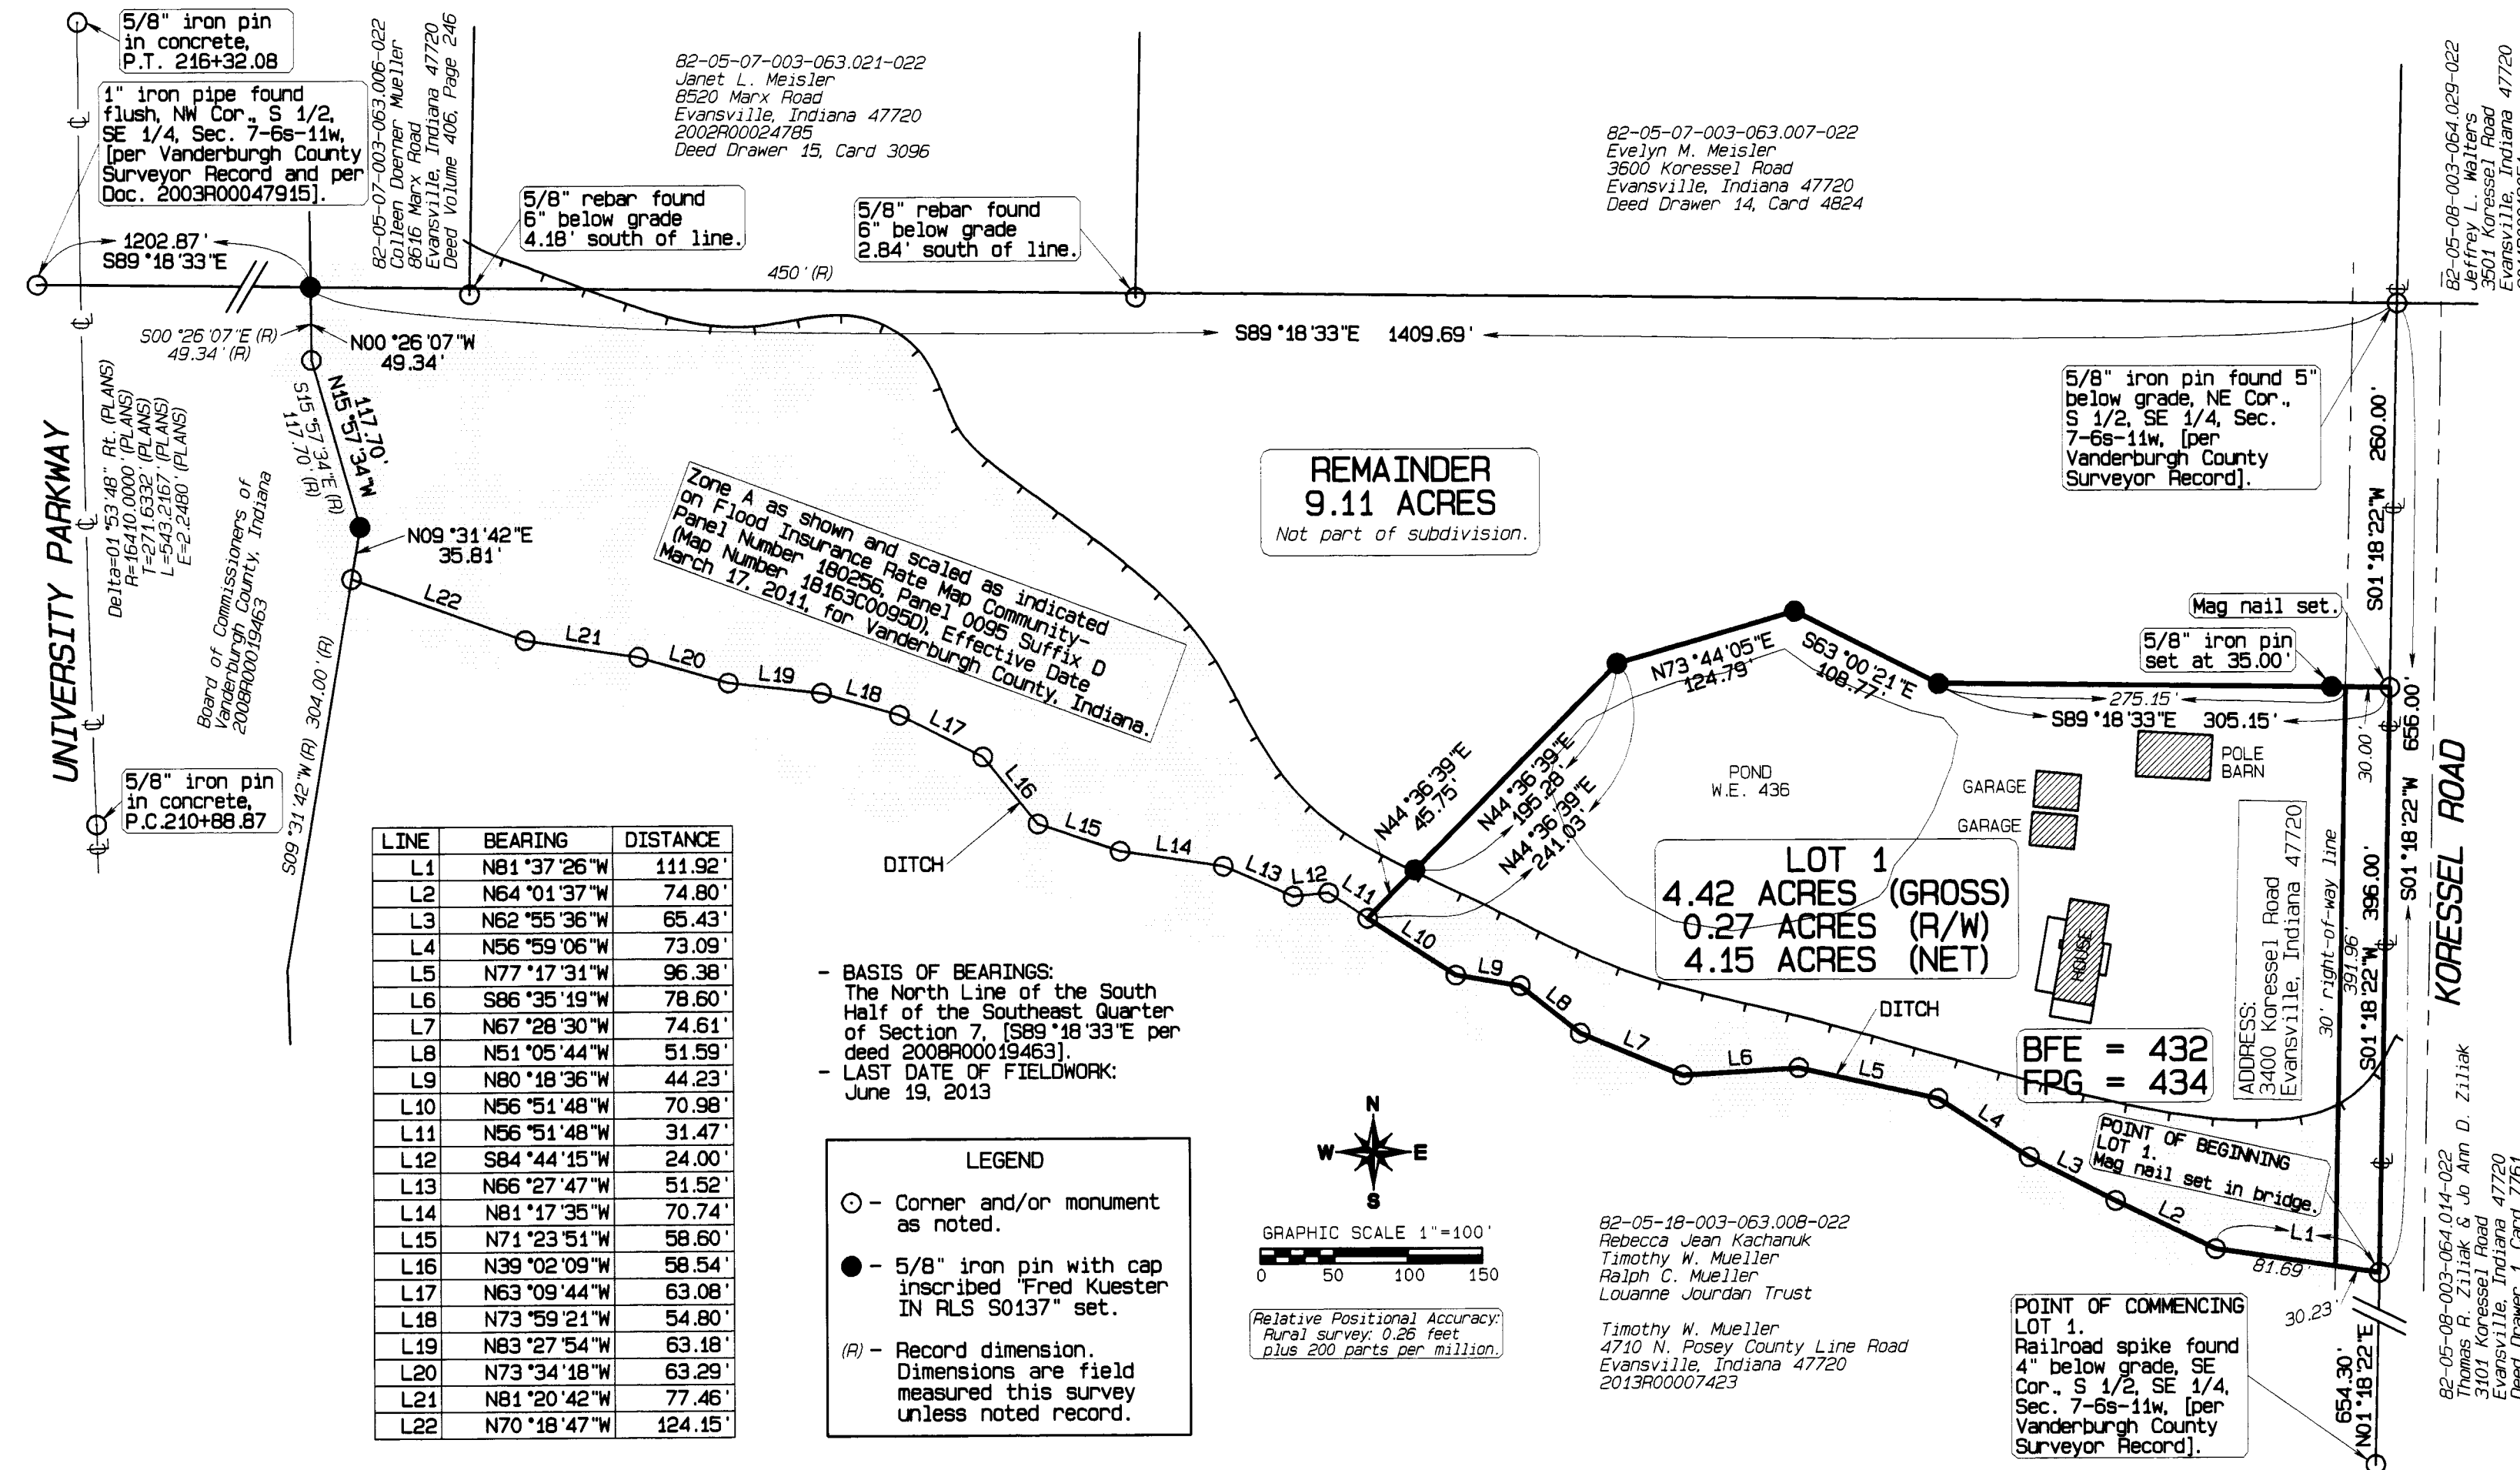 5/8" iron pin
in concrete,
P.T. 216+32.08
1" iron pipe found
flush, NW Cor., S 1/2,
SE 1/4, Sec. 7-6s-11w,
[per Vanderburgh County
Surveyor Record and per
Doc. 2003R00047915].
82-05-07-003-063.006-022
Colleen Doerner Mueller
8616 Marx Road
Evansville, Indiana 47720
Deed Volume 406, Page 246
82-05-07-003-063.021-022
Janet L. Meisler
8520 Marx Road
Evansville, Indiana 47720
2002R00024785
Deed Drawer 15, Card 3096
82-05-07-003-063.007-022
Evelyn M. Meisler
3600 Koressel Road
Evansville, Indiana 47720
Deed Drawer 14, Card 4824
82-05-08-003-064.029-022
Jeffrey L. Walters
3501 Koressel Road
Evansville, Indiana 47720
5/8" rebar found
6" below grade
4.18' south of line.
5/8" rebar found
6" below grade
2.84' south of line.
1202.87'
S89°18'33"E
450'(R)
S89°18'33"E 1409.69'
S00°26'07"E (R)
49.34'(R)
N00°26'07"W
49.34'
117.70'
N15°57'34"W
S15°57'34"E (R)
117.70'(R)
N09°31'42"E
35.81'
S09°31'42"W (R) 304.00'(R)
UNIVERSITY PARKWAY
Delta=01°53'48" Rt. (PLANS)
R=16410.0000'(PLANS)
T=271.6332'(PLANS)
L=543.2167'(PLANS)
E=2.2480'(PLANS)
Board of Commissioners of
Vanderburgh County, Indiana
2008R00019463
5/8" iron pin
in concrete,
P.C.210+88.87
Zone A as shown and scaled as indicated
on Flood Insurance Rate Map Community-
Panel Number 180256, Panel 0095 Suffix D
(Map Number 18163C0095D), Effective Date
March 17, 2011, for Vanderburgh County, Indiana.
REMAINDER
9.11 ACRES
Not part of subdivision.
5/8" iron pin found 5"
below grade, NE Cor.,
S 1/2, SE 1/4, Sec.
7-6s-11w, [per
Vanderburgh County
Surveyor Record].
S01°18'22"W 260.00'
Mag nail set.
5/8" iron pin
set at 35.00'
N73°44'05"E
124.79'
S63°00'21"E
108.77'
275.15'
S89°18'33"E 305.15'
30.00'
N44°36'39"E
45.75'
N44°36'39"E
195.28'
N44°36'39"E
241.03'
POND
W.E. 436
GARAGE
GARAGE
POLE
BARN
HOUSE
LOT 1
4.42 ACRES (GROSS)
0.27 ACRES (R/W)
4.15 ACRES (NET)
BFE = 432
FPG = 434
ADDRESS:
3400 Koressel Road
Evansville, Indiana 47720
30' right-of-way line
391.96'
S01°18'22"W 396.00'
S01°18'22"W 656.00'
KORESSEL ROAD
L22
L21
L20
L19
L18
L17
L16
L15
L14
L13
L12
L11
L10
L9
L8
L7
L6
L5
L4
L3
L2
L1
81.69'
30.23'
DITCH
DITCH
POINT OF BEGINNING
LOT 1.
Mag nail set in bridge.
POINT OF COMMENCING
LOT 1.
Railroad spike found
4" below grade, SE
Cor., S 1/2, SE 1/4,
Sec. 7-6s-11w, [per
Vanderburgh County
Surveyor Record].
654.30'
N01°18'22"E
82-05-08-003-064.014-022
Thomas R. Ziliak & Jo Ann D. Ziliak
3101 Koressel Road
Evansville, Indiana 47720
Deed Drawer 1, Card 7761
LINE BEARING DISTANCE
L1 N81°37'26"W 111.92'
L2 N64°01'37"W 74.80'
L3 N62°55'36"W 65.43'
L4 N56°59'06"W 73.09'
L5 N77°17'31"W 96.38'
L6 S86°35'19"W 78.60'
L7 N67°28'30"W 74.61'
L8 N51°05'44"W 51.59'
L9 N80°18'36"W 44.23'
L10 N56°51'48"W 70.98'
L11 N56°51'48"W 31.47'
L12 S84°44'15"W 24.00'
L13 N66°27'47"W 51.52'
L14 N81°17'35"W 70.74'
L15 N71°23'51"W 58.60'
L16 N39°02'09"W 58.54'
L17 N63°09'44"W 63.08'
L18 N73°59'21"W 54.80'
L19 N83°27'54"W 63.18'
L20 N73°34'18"W 63.29'
L21 N81°20'42"W 77.46'
L22 N70°18'47"W 124.15'
- BASIS OF BEARINGS:
The North Line of the South
Half of the Southeast Quarter
of Section 7, [S89°18'33"E per
deed 2008R00019463].
- LAST DATE OF FIELDWORK:
June 19, 2013
LEGEND
- Corner and/or monument
as noted.
- 5/8" iron pin with cap
inscribed "Fred Kuester
IN RLS S0137" set.
(R) - Record dimension.
Dimensions are field
measured this survey
unless noted record.
N
W E
S
GRAPHIC SCALE 1"=100'
0 50 100 150
Relative Positional Accuracy:
Rural survey: 0.26 feet
plus 200 parts per million.
82-05-18-003-063.008-022
Rebecca Jean Kachanuk
Timothy W. Mueller
Ralph C. Mueller
Louanne Jourdan Trust
Timothy W. Mueller
4710 N. Posey County Line Road
Evansville, Indiana 47720
2013R00007423